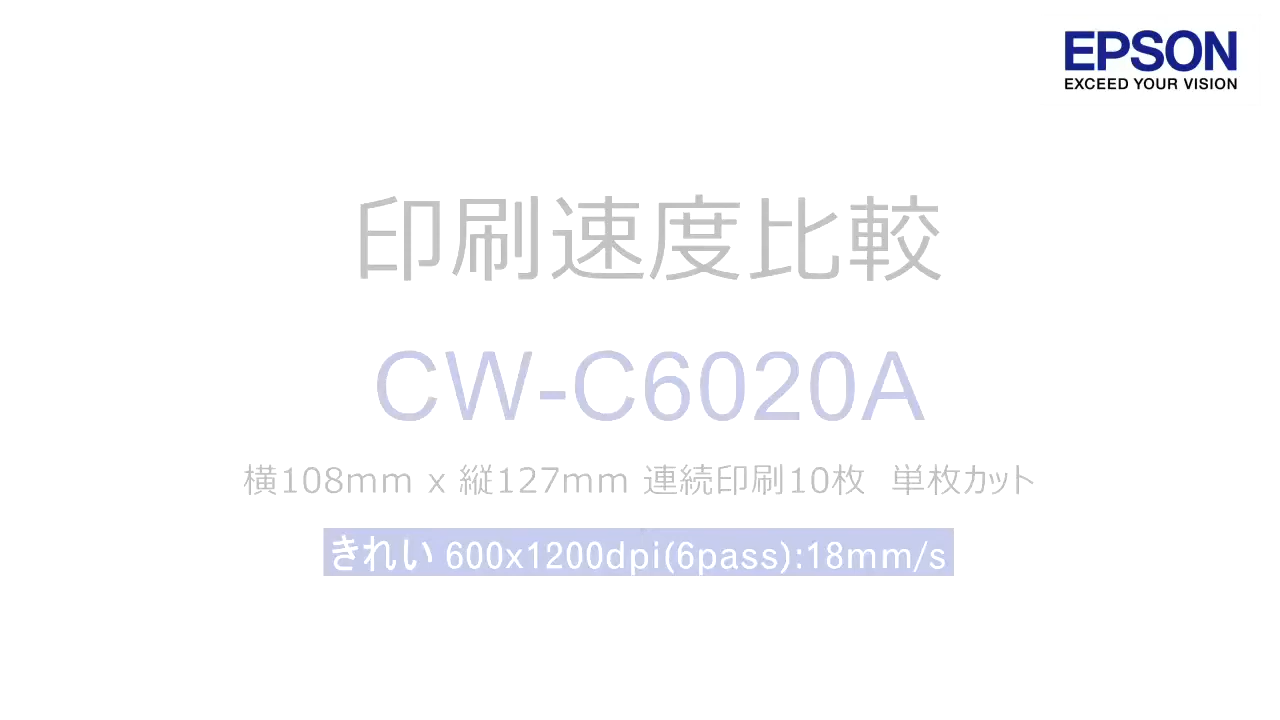 EPSON
EXCEED YOUR VISION
印刷速度比較
CW-C6020A
横108mm x 縦127mm 連続印刷10枚 単枚カット
きれい 600x1200dpi(6pass):18mm/s